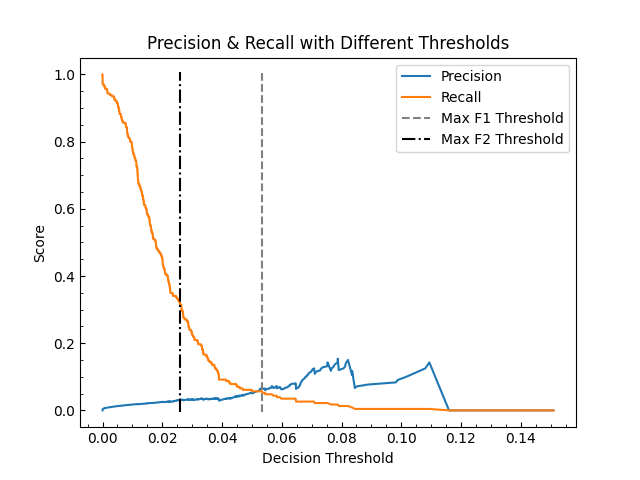 Precision & Recall with Different Thresholds
Precision
Recall
Max F1 Threshold
Max F2 Threshold
Score
1.0
0.8
0.6
0.4
0.2
0.0
0.00 0.02 0.04 0.06 0.08 0.10 0.12 0.14
Decision Threshold